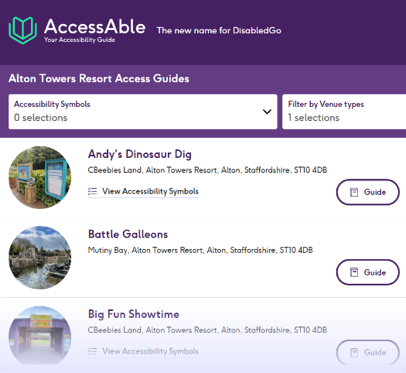 AccessAble
Your Accessibility Guide
The new name for DisabledGo
Alton Towers Resort Access Guides
Accessibility Symbols
0 selections
Filter by Venue types
1 selections
Andy's Dinosaur Dig
CBeebies Land, Alton Towers Resort, Alton, Staffordshire, ST10 4DB
View Accessibility Symbols
Guide
Battle Galleons
Mutiny Bay, Alton Towers Resort, Alton, Staffordshire, ST10 4DB
Guide
Big Fun Showtime
CBeebies Land, Alton Towers Resort, Alton, Staffordshire, ST10 4DB
View Accessibility Symbols
Guide